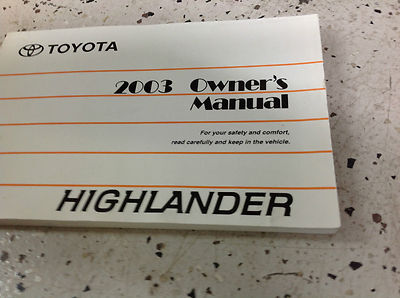 TOYOTA
2003 Owner's
Manual
For your safety and comfort,
read carefully and keep in the vehicle.
HIGHLANDER